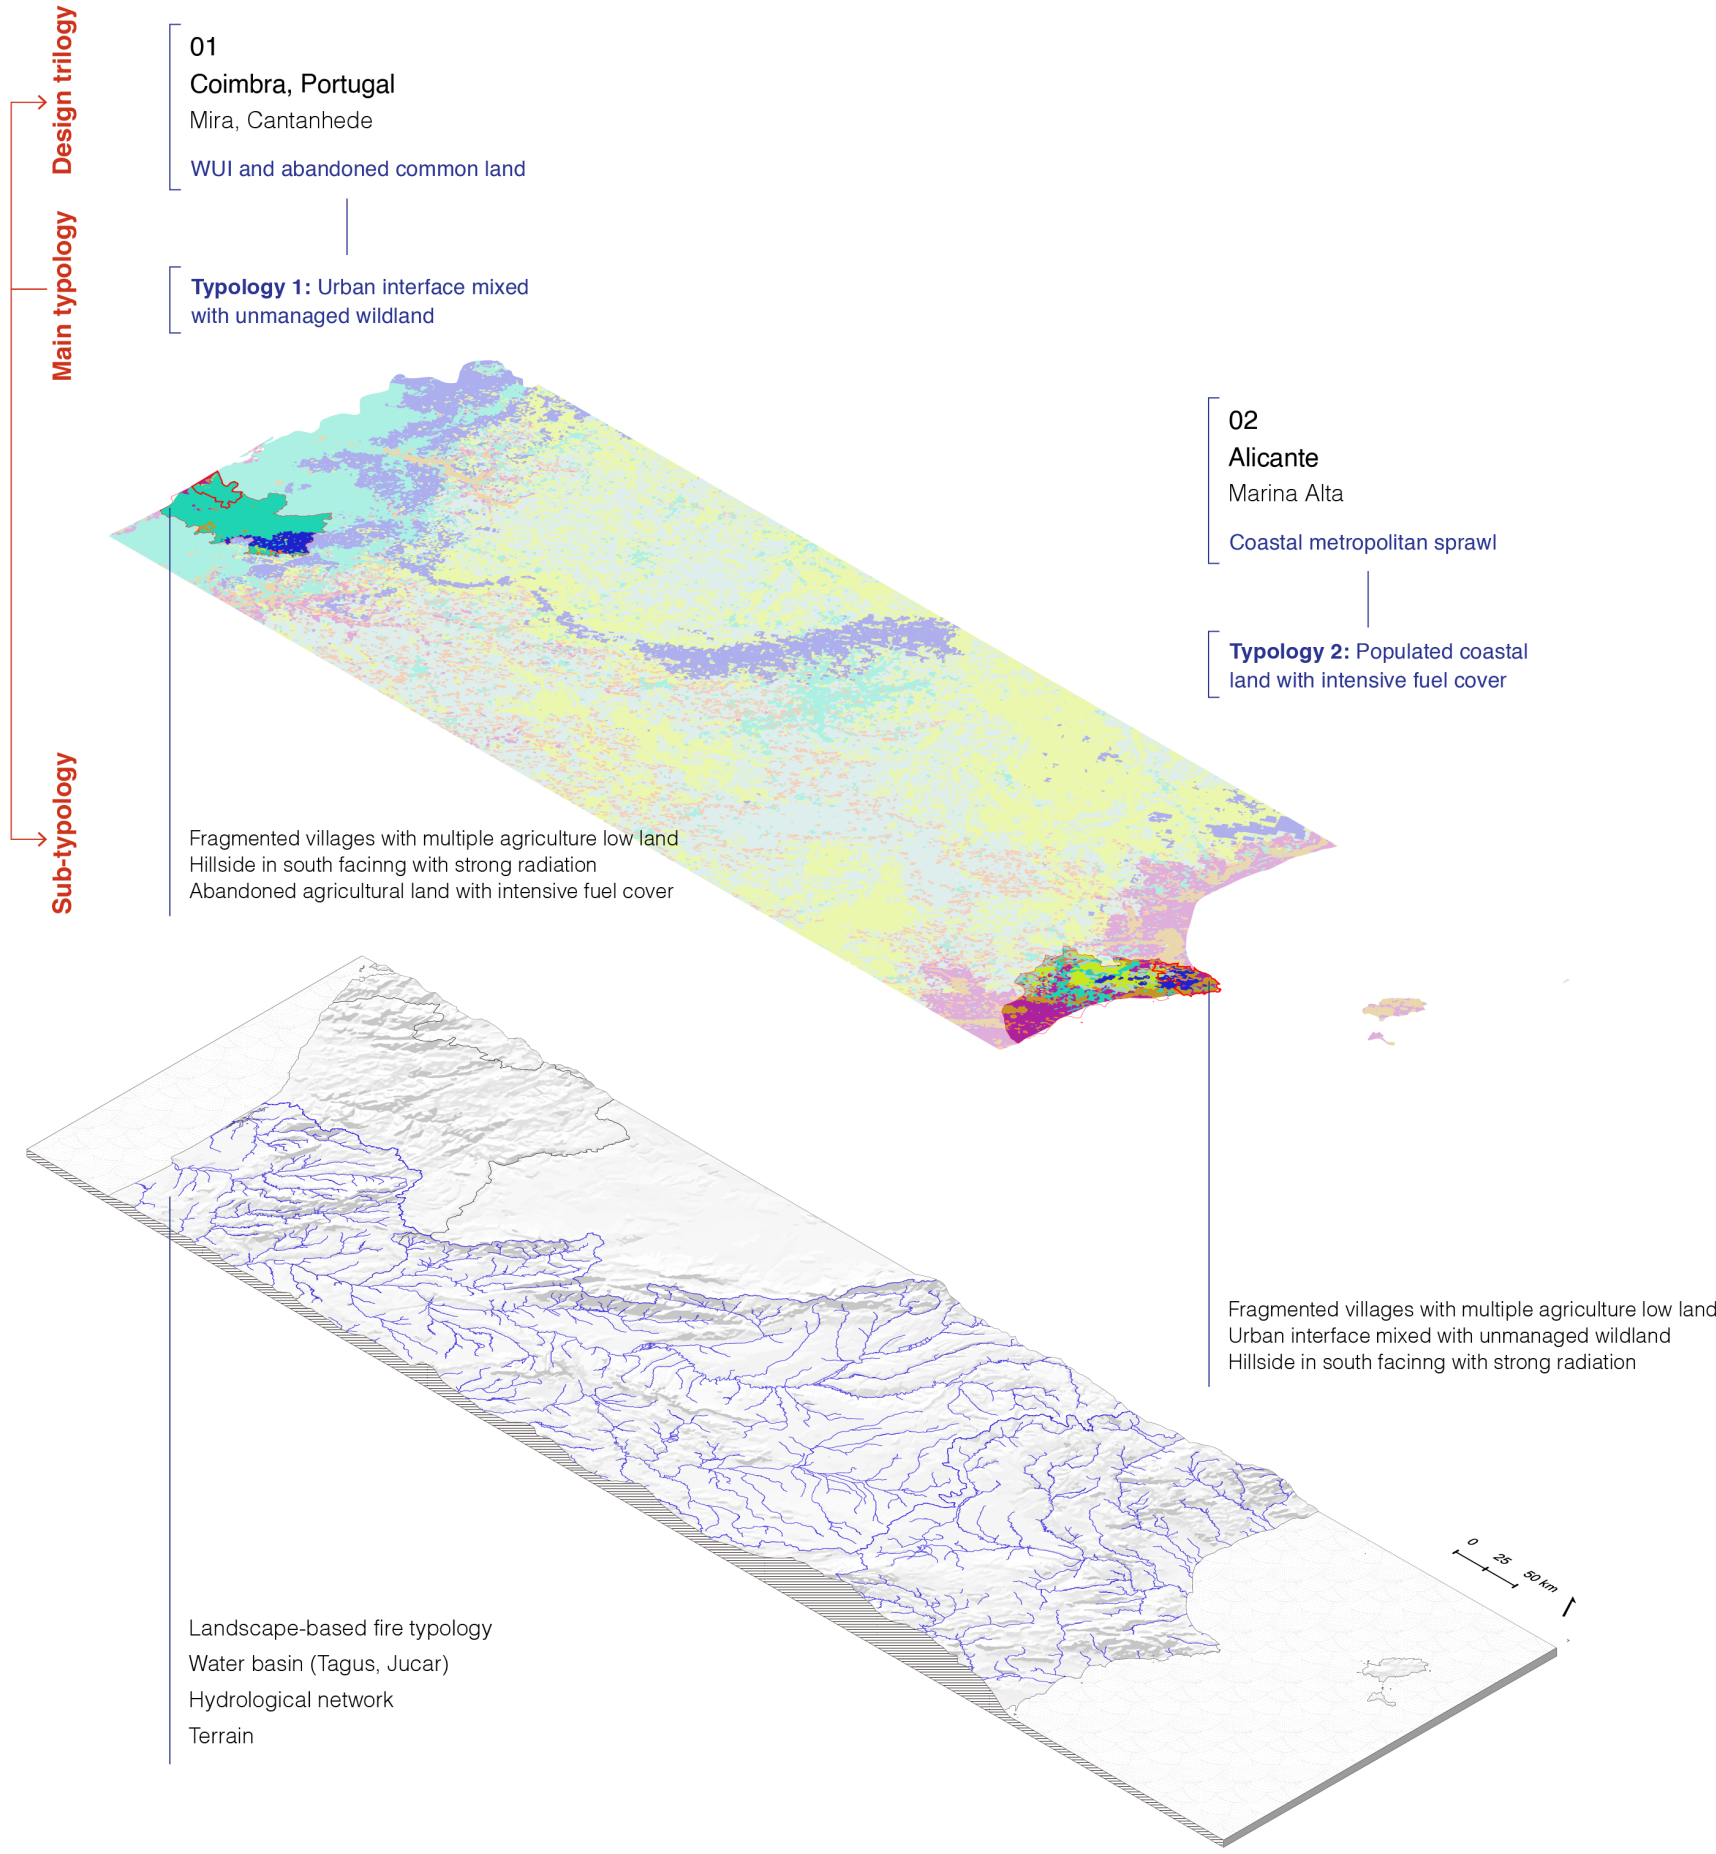 Design trilogy
Main typology
Sub-typology
01
Coimbra, Portugal
Mira, Cantanhede
WUI and abandoned common land
Typology 1: Urban interface mixed
with unmanaged wildland
02
Alicante
Marina Alta
Coastal metropolitan sprawl
Typology 2: Populated coastal
land with intensive fuel cover
Fragmented villages with multiple agriculture low land
Hillside in south facinng with strong radiation
Abandoned agricultural land with intensive fuel cover
Fragmented villages with multiple agriculture low land
Urban interface mixed with unmanaged wildland
Hillside in south facinng with strong radiation
0 25 50 km
Landscape-based fire typology
Water basin (Tagus, Jucar)
Hydrological network
Terrain